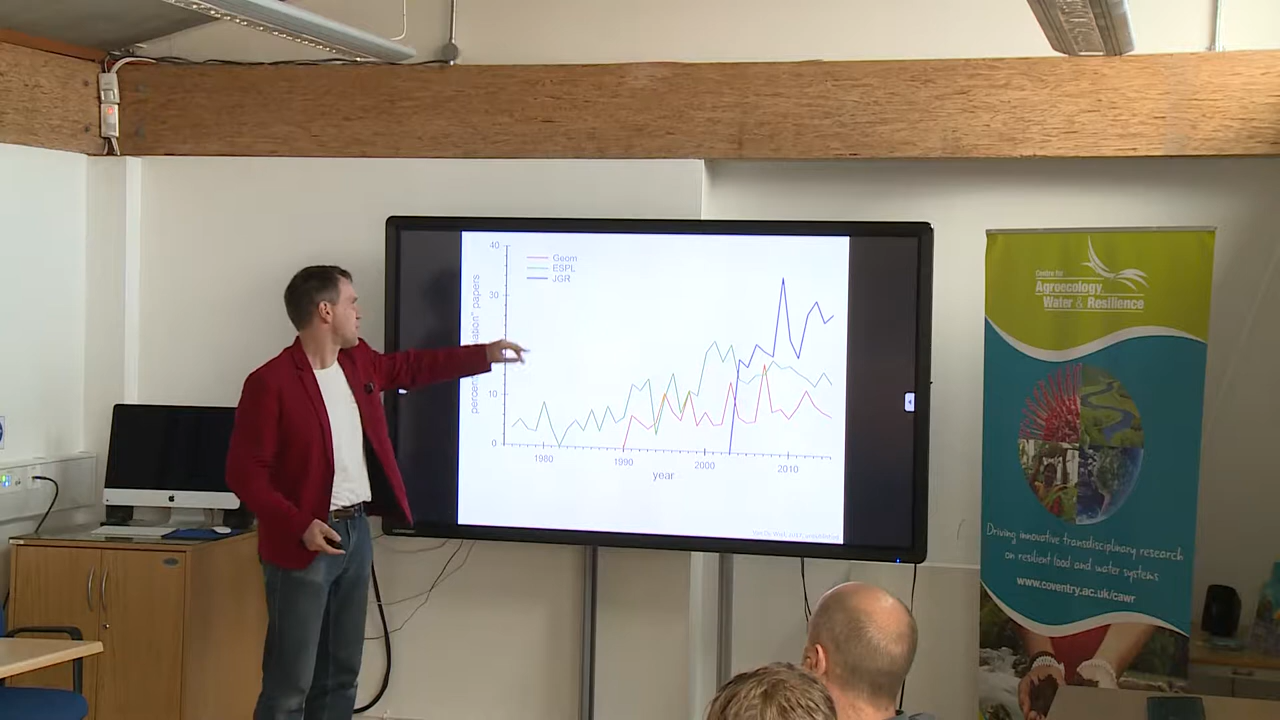 40
30
10
0
Geom
ESPL
JGR
papers
1980
1990
2000
2010
year
Centre for
Agroecology,
Water & Resilience
Driving innovative transdisciplinary research
on resilient food and water systems
www.coventry.ac.uk/cawr